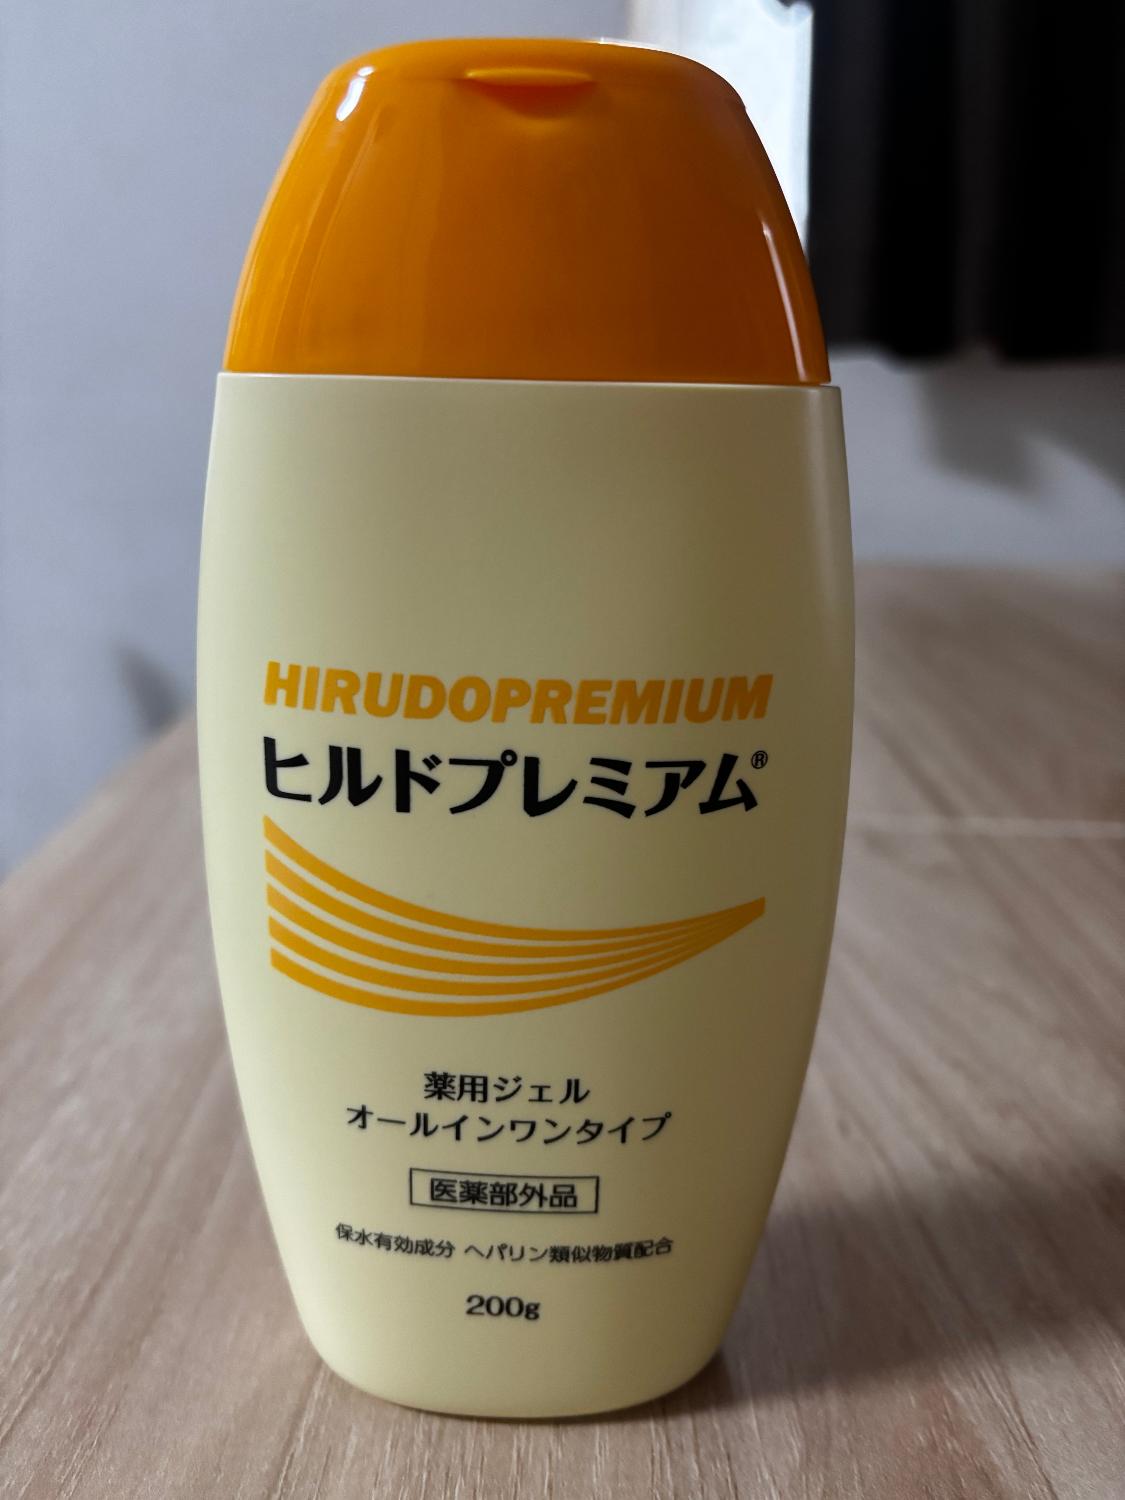 HIRUDOPREMIUM
ヒルドプレミアム®
薬用ジェル
オールインワンタイプ
医薬部外品
保水有効成分 ヘパリン類似物質配合
200g